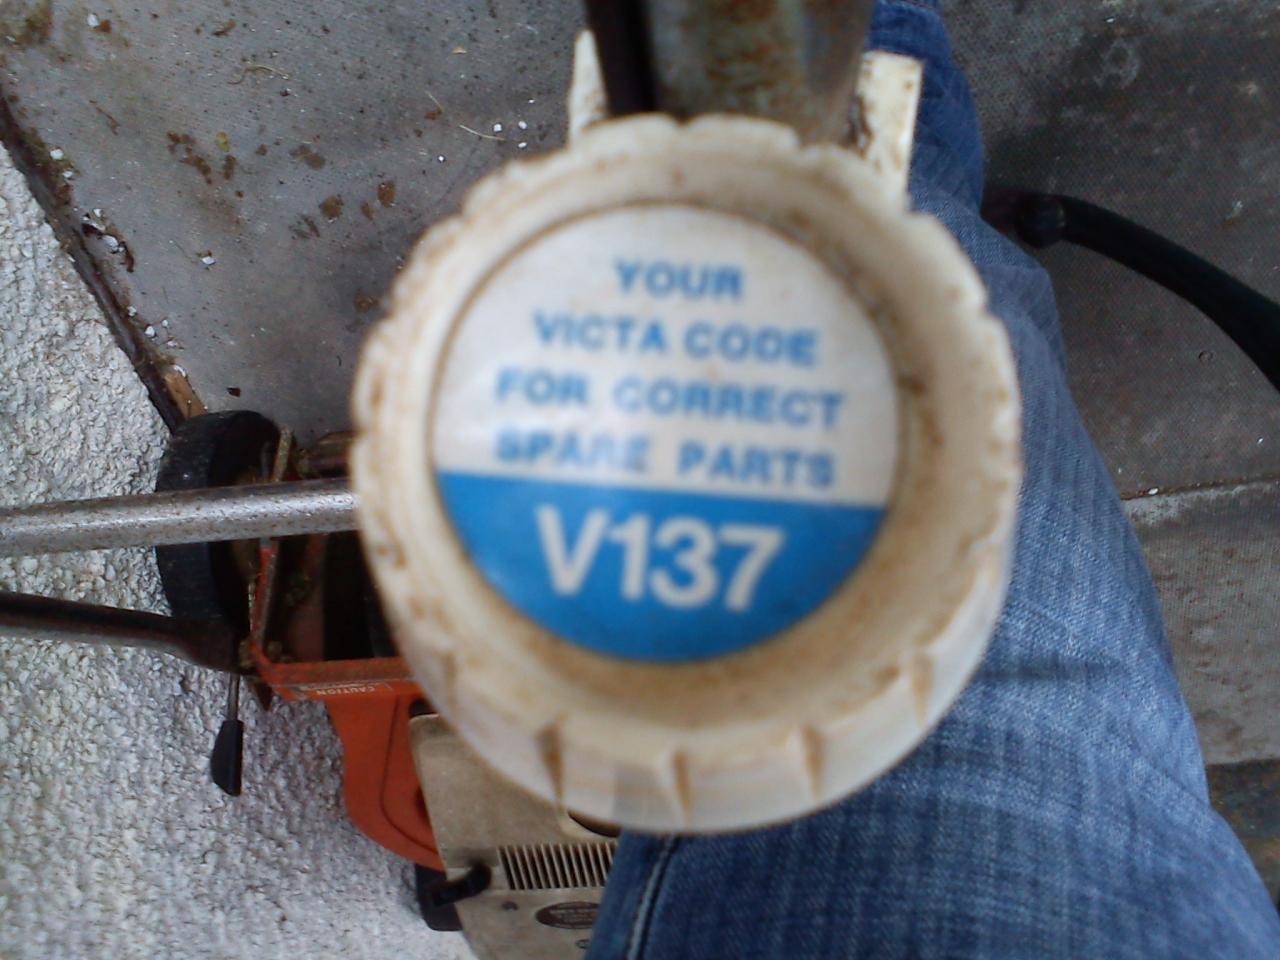 YOUR
VICTA CODE
FOR CORRECT
SPARE PARTS
V137
CAUTION